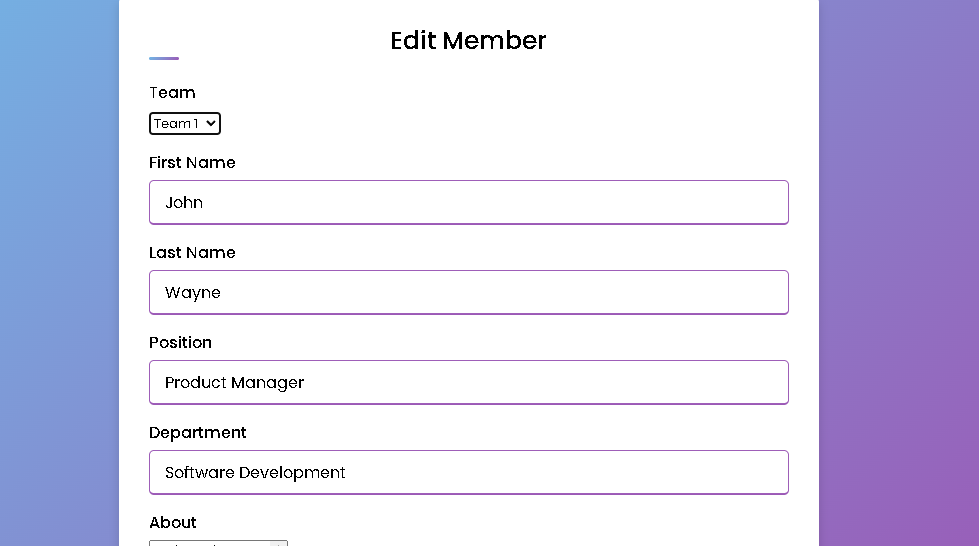 Edit Member
Team
Team 1
First Name
John
Last Name
Wayne
Position
Product Manager
Department
Software Development
About